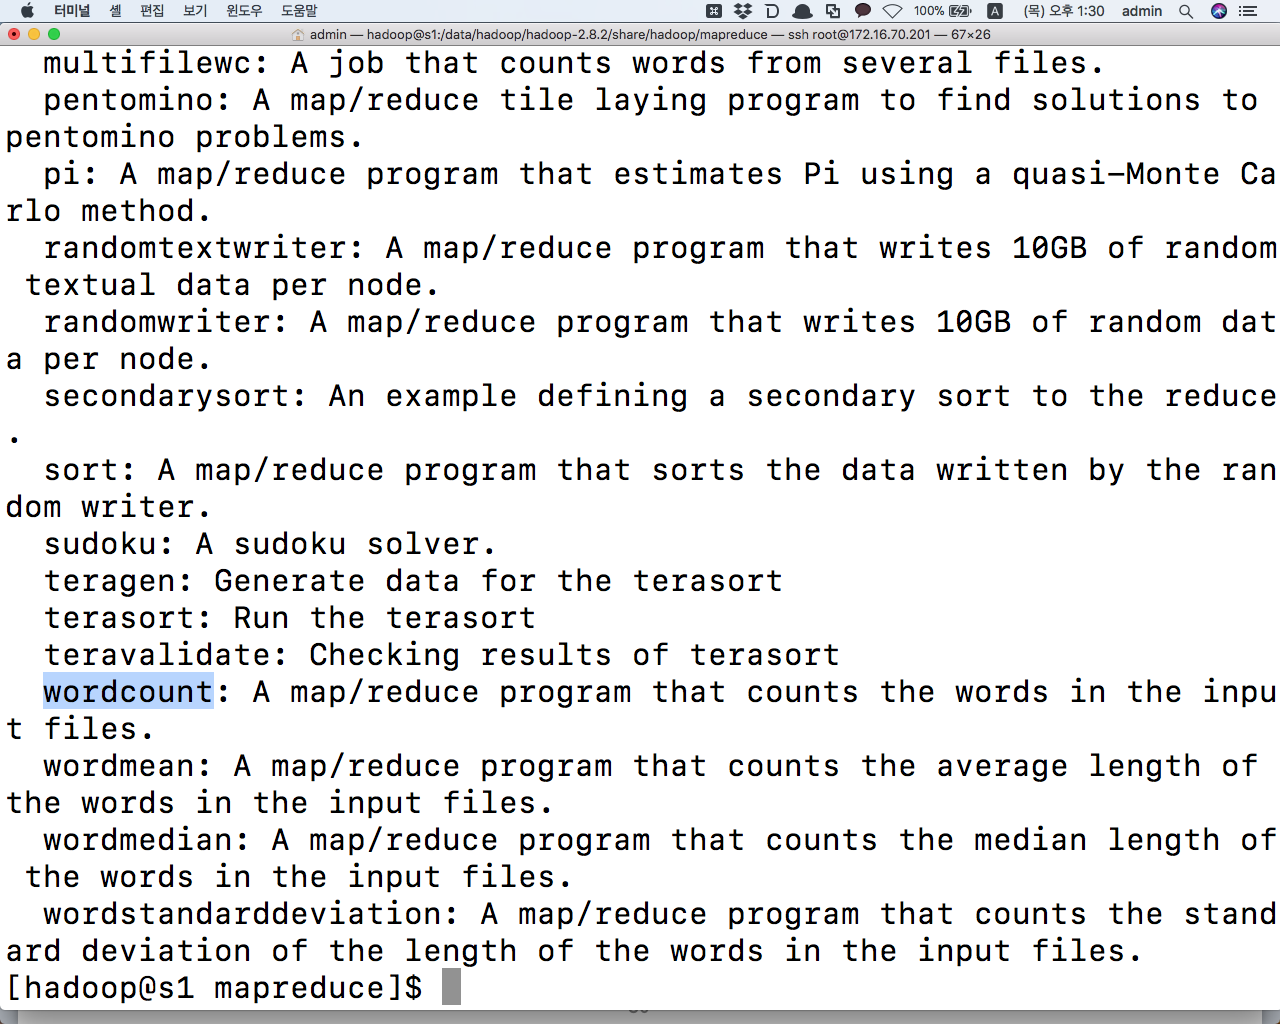 터미널 셸 편집 보기 윈도우 도움말 100% A (목) 오후 1:30 admin
admin — hadoop@s1:/data/hadoop/hadoop-2.8.2/share/hadoop/mapreduce — ssh root@172.16.70.201 — 67×26
multifilewc: A job that counts words from several files.
pentomino: A map/reduce tile laying program to find solutions to
pentomino problems.
pi: A map/reduce program that estimates Pi using a quasi-Monte Ca
rlo method.
randomtextwriter: A map/reduce program that writes 10GB of random
textual data per node.
randomwriter: A map/reduce program that writes 10GB of random dat
a per node.
secondarysort: An example defining a secondary sort to the reduce
.
sort: A map/reduce program that sorts the data written by the ran
dom writer.
sudoku: A sudoku solver.
teragen: Generate data for the terasort
terasort: Run the terasort
teravalidate: Checking results of terasort
wordcount: A map/reduce program that counts the words in the inpu
t files.
wordmean: A map/reduce program that counts the average length of
the words in the input files.
wordmedian: A map/reduce program that counts the median length of
the words in the input files.
wordstandarddeviation: A map/reduce program that counts the stand
ard deviation of the length of the words in the input files.
[hadoop@s1 mapreduce]$